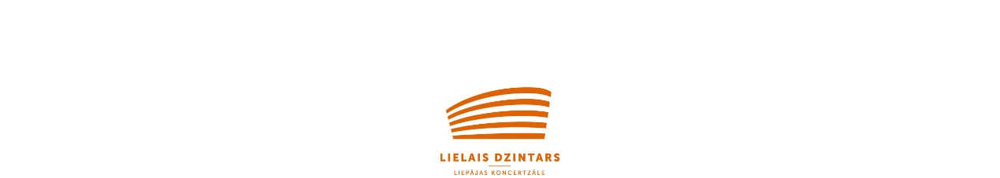 LIELAIS DZINTARS
LIEPĀJAS KONCERTZĀLE